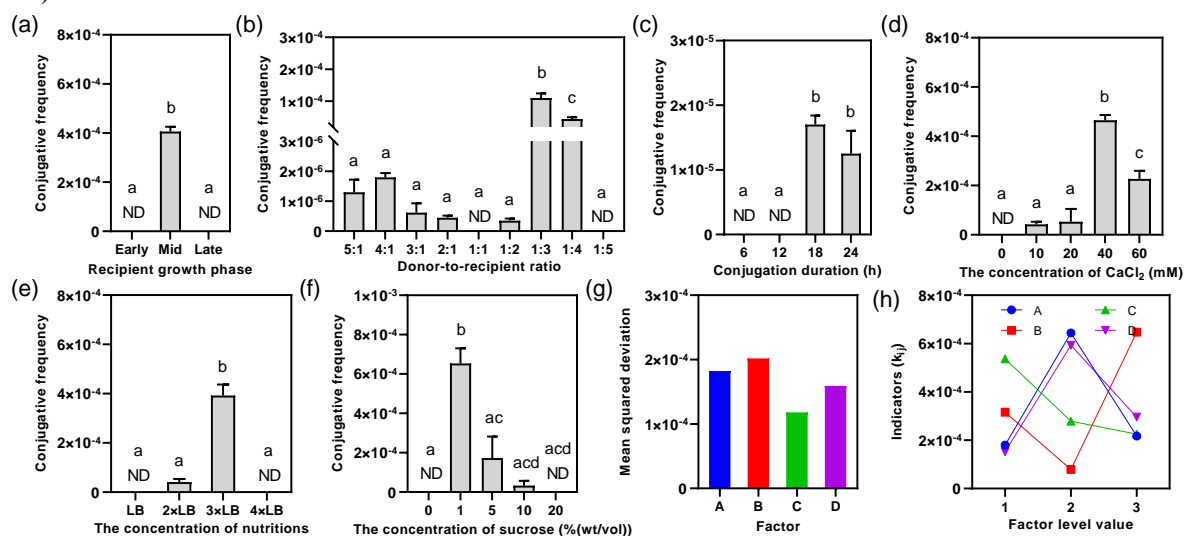 (a)
Conjugative frequency
8×10⁻⁴
6×10⁻⁴
4×10⁻⁴
2×10⁻⁴
0
a
ND
b
a
ND
Early Mid Late
Recipient growth phase
(b)
Conjugative frequency
3×10⁻⁴
2×10⁻⁴
1×10⁻⁴
3×10⁻⁶
2×10⁻⁶
1×10⁻⁶
a
a
a
a
a
ND
a
b
c
a
ND
5:1 4:1 3:1 2:1 1:1 1:2 1:3 1:4 1:5
Donor-to-recipient ratio
(c)
Conjugative frequency
3×10⁻⁵
2×10⁻⁵
1×10⁻⁵
0
a
ND
a
ND
b
b
6 12 18 24
Conjugation duration (h)
(d)
Conjugative frequency
8×10⁻⁴
6×10⁻⁴
4×10⁻⁴
2×10⁻⁴
0
a
ND
a
a
b
c
0 10 20 40 60
The concentration of CaCl₂ (mM)
(e)
Conjugative frequency
8×10⁻⁴
6×10⁻⁴
4×10⁻⁴
2×10⁻⁴
0
a
ND
a
b
a
ND
LB 2×LB 3×LB 4×LB
The concentration of nutritions
(f)
Conjugative frequency
1×10⁻³
8×10⁻⁴
6×10⁻⁴
4×10⁻⁴
2×10⁻⁴
0
a
ND
b
ac
acd
acd
ND
0 1 5 10 20
The concentration of sucrose (%(wt/vol))
(g)
Mean squared deviation
4×10⁻⁴
3×10⁻⁴
2×10⁻⁴
1×10⁻⁴
0
A B C D
Factor
(h)
Indicators (kᵢⱼ)
8×10⁻⁴
6×10⁻⁴
4×10⁻⁴
2×10⁻⁴
0
A C
B D
1 2 3
Factor level value